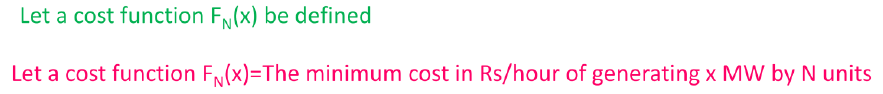 Let a cost function F_N(x) be defined
Let a cost function F_N(x)=The minimum cost in Rs/hour of generating x MW by N units